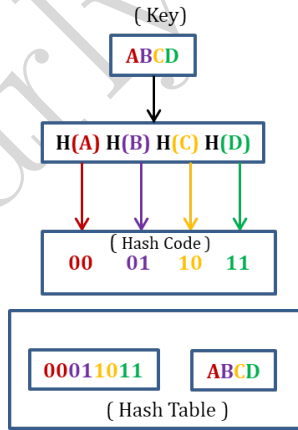 ( Key)
ABCD
H(A) H(B) H(C) H(D)
( Hash Code )
00 01 10 11
00011011 ABCD
( Hash Table )